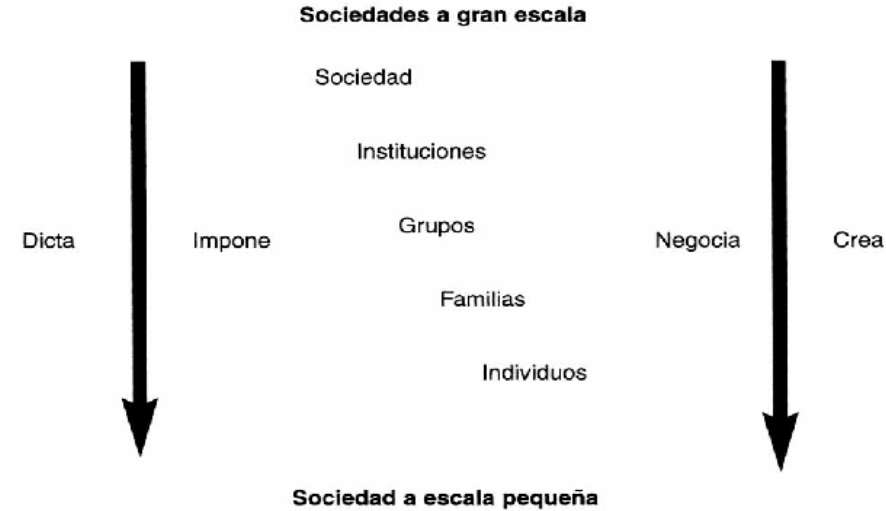 Sociedades a gran escala
Sociedad
Instituciones
Grupos
Dicta Impone Negocia Crea
Familias
Individuos
Sociedad a escala pequeña